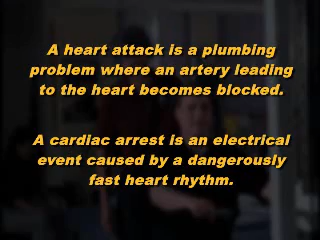 A heart attack is a plumbing
problem where an artery leading
to the heart becomes blocked.
A cardiac arrest is an electrical
event caused by a dangerously
fast heart rhythm.